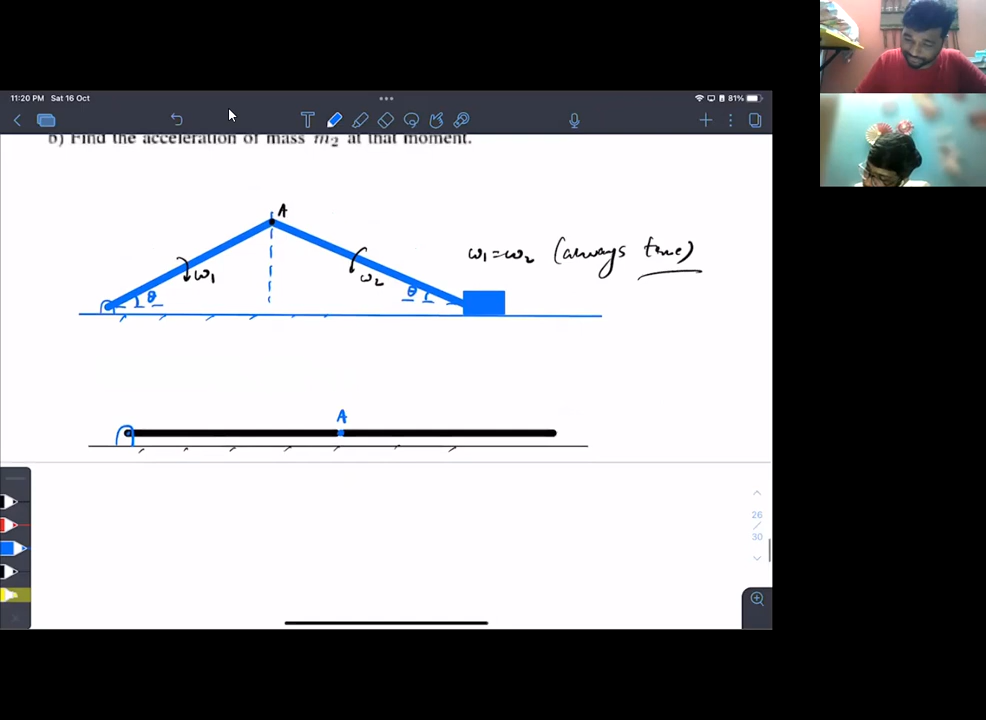 11:20 PM Sat 16 Oct
81%
b) Find the acceleration of mass m2 at that moment.
A
ω1
ω2
θ
θ
ω1=ω2 (always true)
A
26
/
30